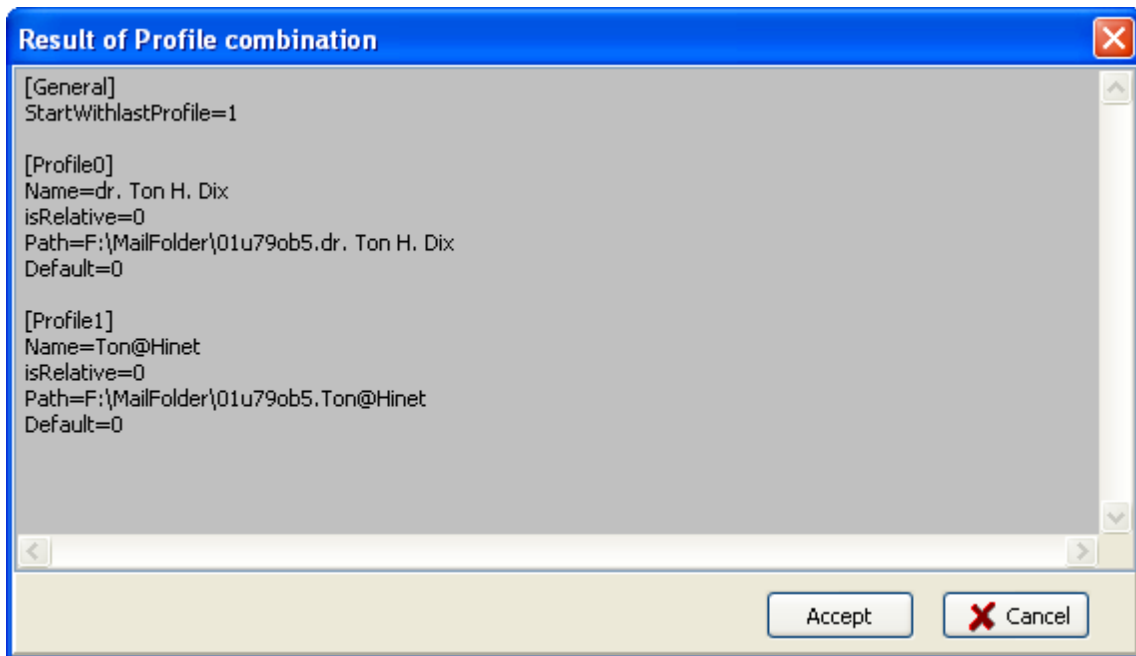 Result of Profile combination
[General]
StartWithlastProfile=1
[Profile0]
Name=dr. Ton H. Dix
isRelative=0
Path=F:\MailFolder\01u79ob5.dr. Ton H. Dix
Default=0
[Profile1]
Name=Ton@Hinet
isRelative=0
Path=F:\MailFolder\01u79ob5.Ton@Hinet
Default=0
Accept
Cancel